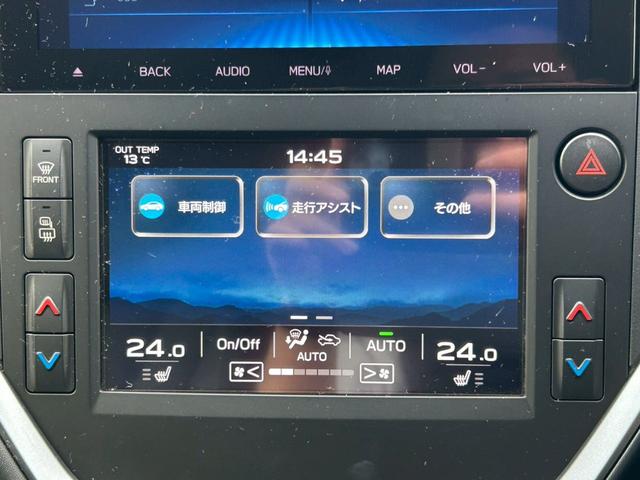 BACK AUDIO MENU/ MAP VOL- VOL+
OUT TEMP
13℃
14:45
FRONT
車両制御 走行アシスト その他
24.0 On/Off AUTO AUTO 24.0